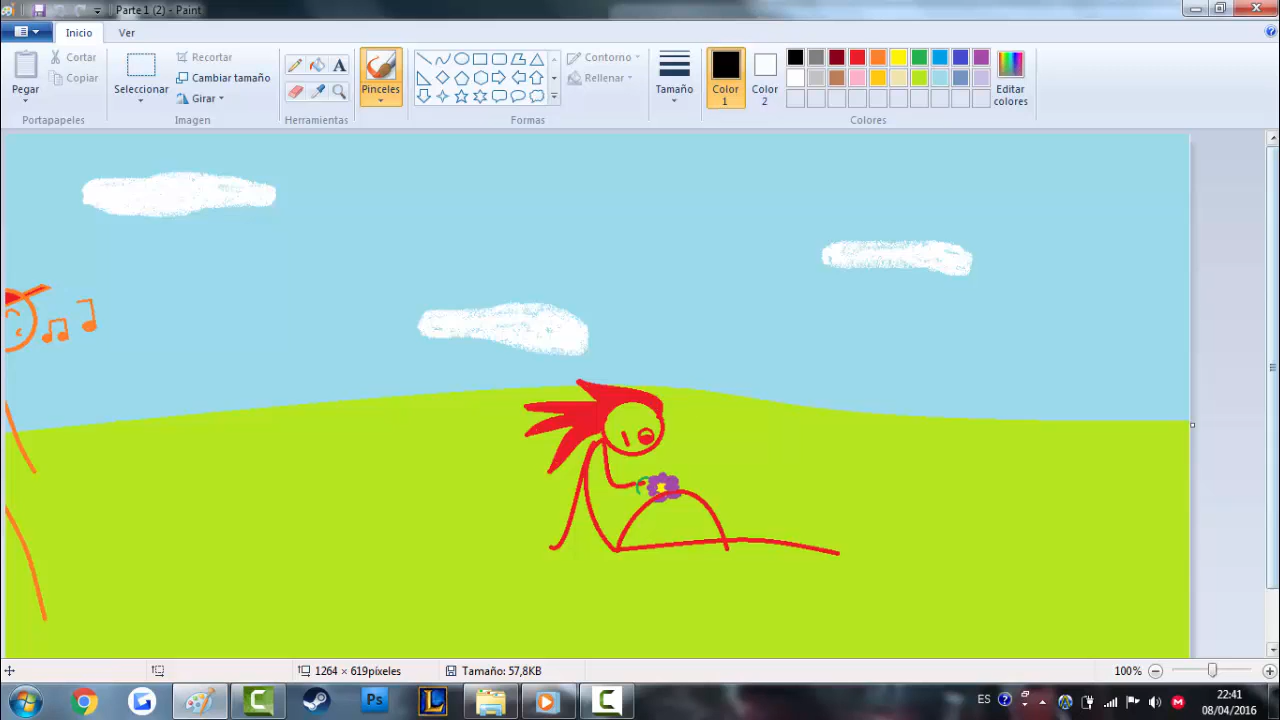 Parte 1 (2) - Paint
Inicio
Ver
Pegar
Cortar
Copiar
Portapapeles
Seleccionar
Recortar
Cambiar tamaño
Girar
Imagen
A
Herramientas
Pinceles
Contorno
Rellenar
Formas
Tamaño
Color
1
Color
2
Editar
colores
Colores
1264 × 619píxeles
Tamaño: 57,8KB
100%
Ps
L
ES
22:41
08/04/2016